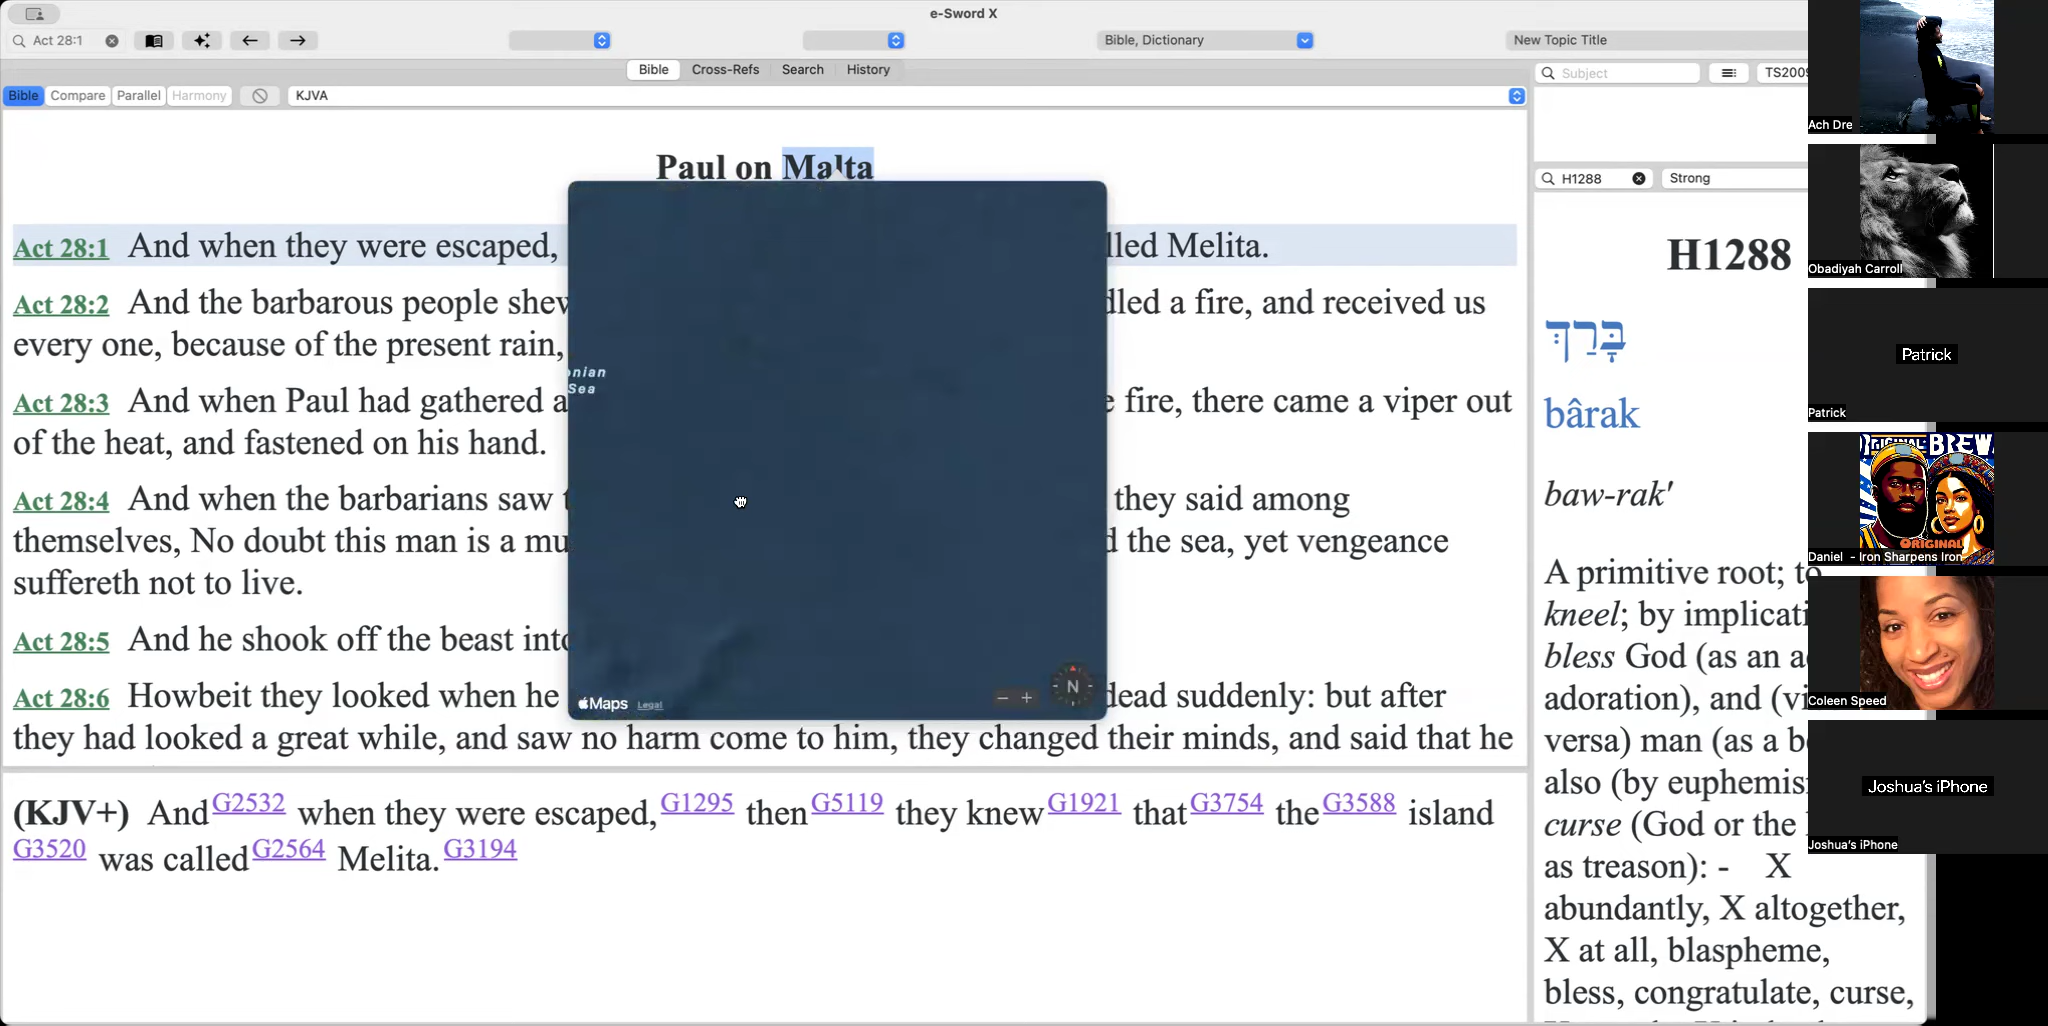 e-Sword X
Act 28:1
Bible, Dictionary
New Topic Title
Bible
Cross-Refs
Search
History
Subject
TS2009
Bible
Compare
Parallel
Harmony
KJVA
Paul on Malta
Act 28:1 And when they were escaped, lled Melita.
Act 28:2 And the barbarous people shew dled a fire, and received us
every one, because of the present rain,
Act 28:3 And when Paul had gathered a e fire, there came a viper out
of the heat, and fastened on his hand.
Act 28:4 And when the barbarians saw t they said among
themselves, No doubt this man is a mu d the sea, yet vengeance
suffereth not to live.
Act 28:5 And he shook off the beast into
Act 28:6 Howbeit they looked when he dead suddenly: but after
they had looked a great while, and saw no harm come to him, they changed their minds, and said that he
onian
Sea
Maps Legal
N
(KJV+) And G2532 when they were escaped, G1295 then G5119 they knew G1921 that G3754 the G3588 island
G3520 was called G2564 Melita. G3194
H1288
Strong
H1288
בָּרַךְ
bârak
baw-rak'
A primitive root; to
kneel; by implicati
bless God (as an a
adoration), and (vi
versa) man (as a b
also (by euphemis
curse (God or the
as treason): - X
abundantly, X altogether,
X at all, blaspheme,
bless, congratulate, curse,
Ach Dre
Obadiyah Carroll
Patrick
Patrick
ORIGINAL BREW
ORIGINAL
Daniel - Iron Sharpens Iron
Coleen Speed
Joshua's iPhone
Joshua's iPhone